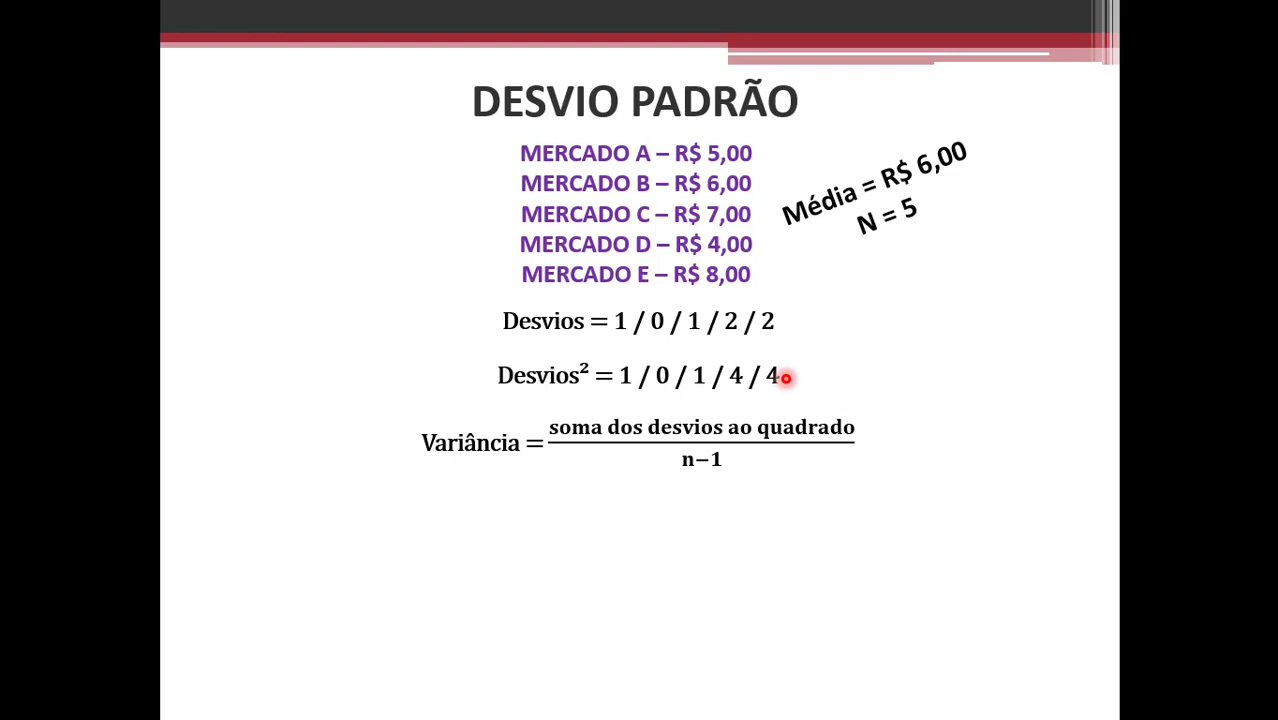 DESVIO PADRÃO
MERCADO A – R$ 5,00
MERCADO B – R$ 6,00
MERCADO C – R$ 7,00
MERCADO D – R$ 4,00
MERCADO E – R$ 8,00
Média = R$ 6,00
N = 5
Desvios = 1 / 0 / 1 / 2 / 2
Desvios² = 1 / 0 / 1 / 4 / 4
Variância = soma dos desvios ao quadrado
n−1